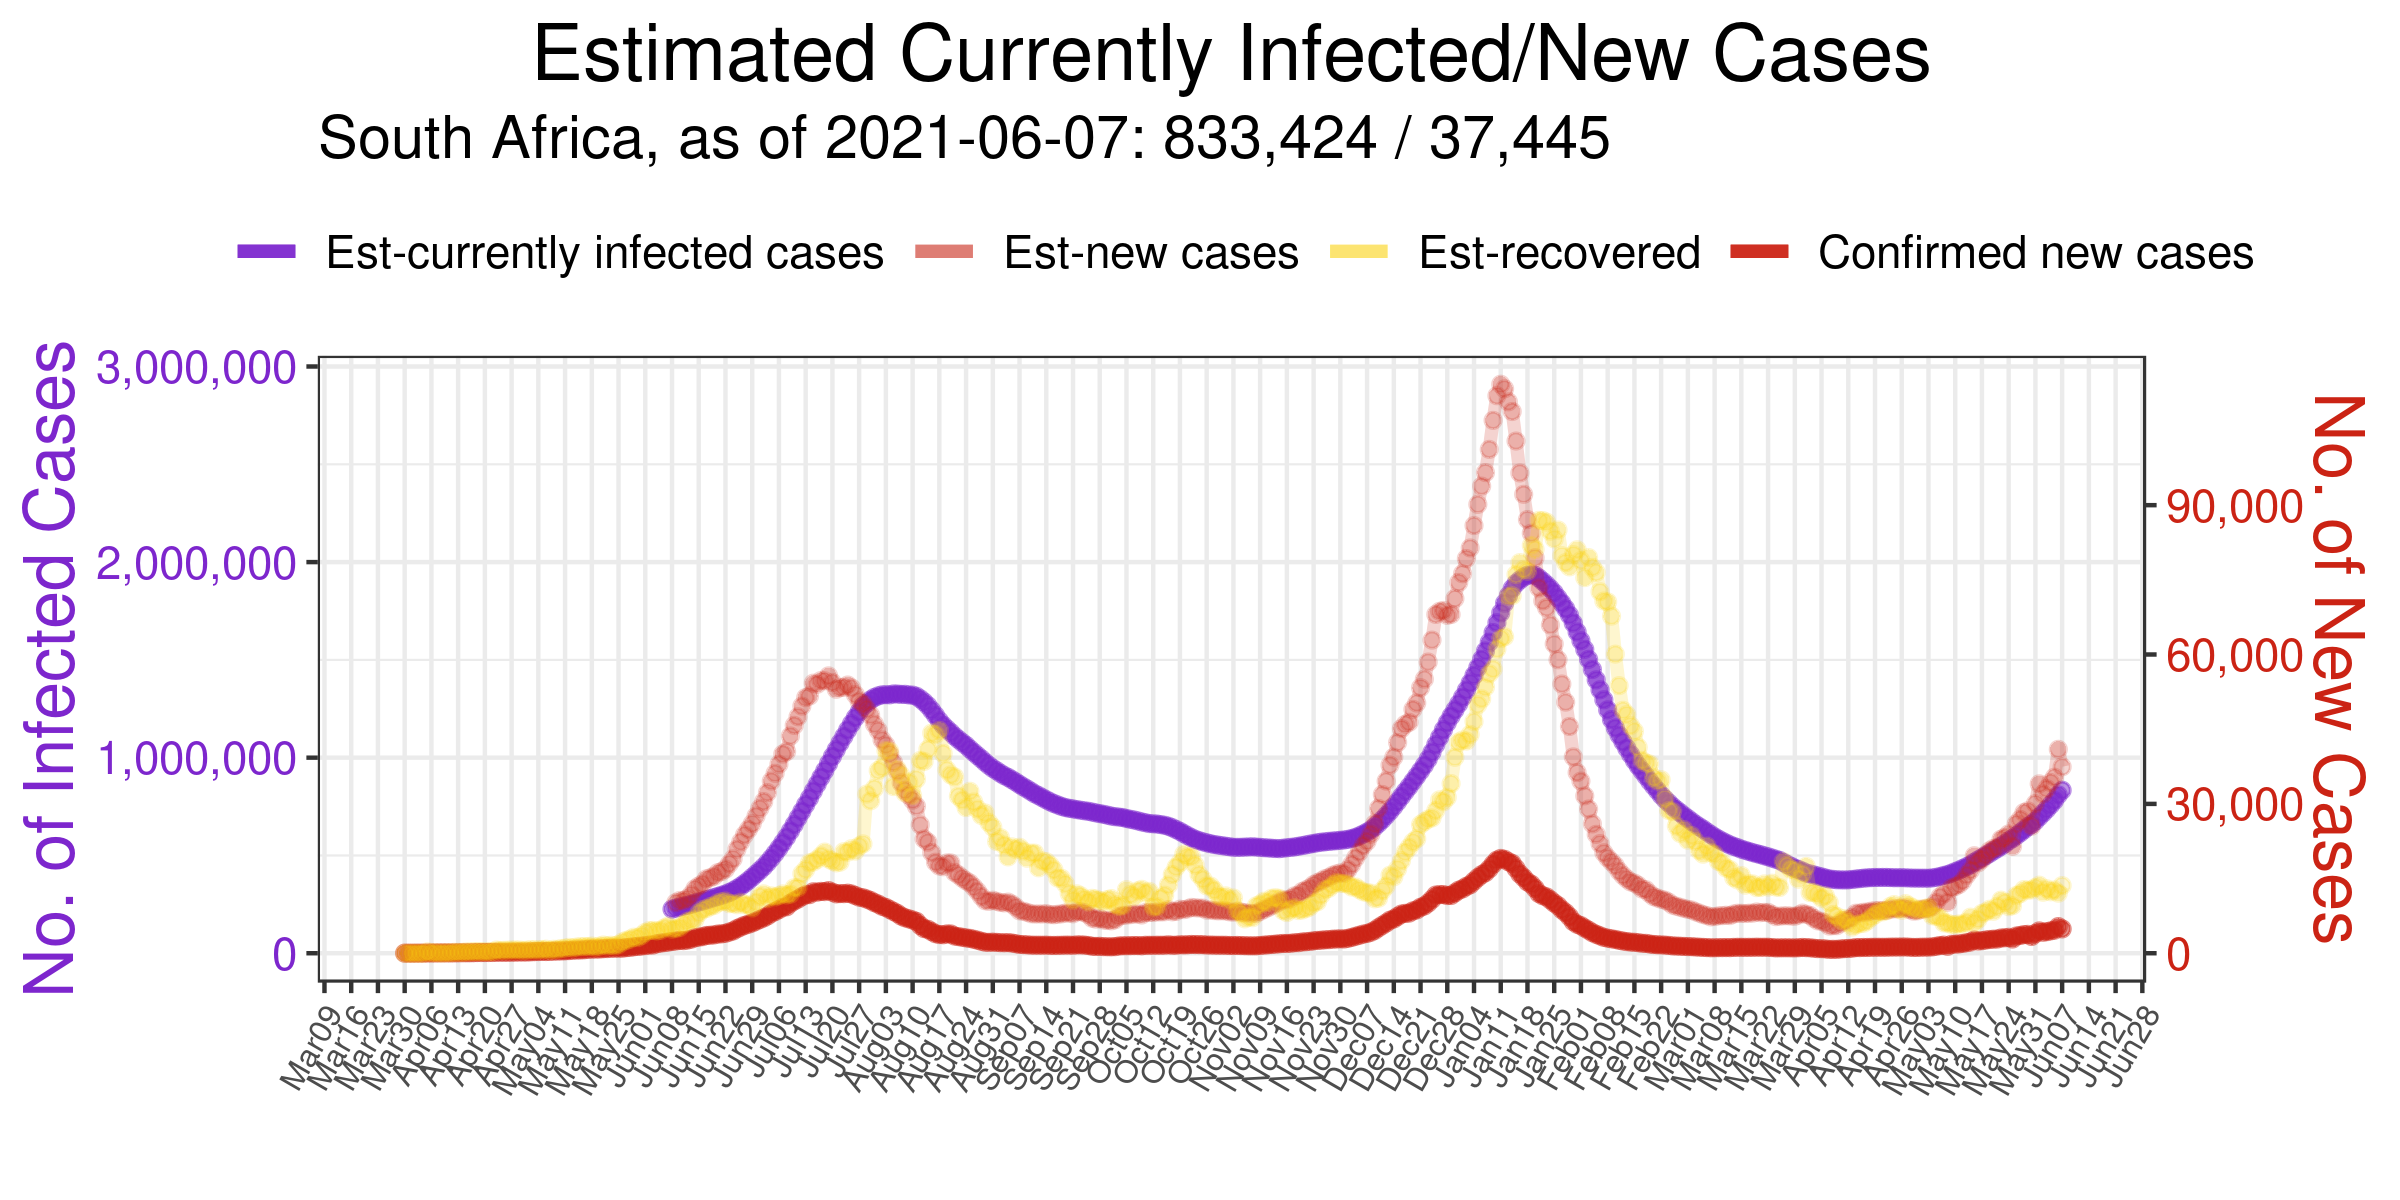 Estimated Currently Infected/New Cases
South Africa, as of 2021-06-07: 833,424 / 37,445
Est-currently infected cases Est-new cases Est-recovered Confirmed new cases
No. of Infected Cases
3,000,000
2,000,000
1,000,000
0
No. of New Cases
90,000
60,000
30,000
0
Mar09 Mar16 Mar23 Mar30 Apr06 Apr13 Apr20 Apr27 May04 May11 May18 May25 Jun01 Jun08 Jun15 Jun22 Jun29 Jul06 Jul13 Jul20 Jul27 Aug03 Aug10 Aug17 Aug24 Aug31 Sep07 Sep14 Sep21 Sep28 Oct05 Oct12 Oct19 Oct26 Nov02 Nov09 Nov16 Nov23 Nov30 Dec07 Dec14 Dec21 Dec28 Jan04 Jan11 Jan18 Jan25 Feb01 Feb08 Feb15 Feb22 Mar01 Mar08 Mar15 Mar22 Mar29 Apr05 Apr12 Apr19 Apr26 May03 May10 May17 May24 May31 Jun07 Jun14 Jun21 Jun28